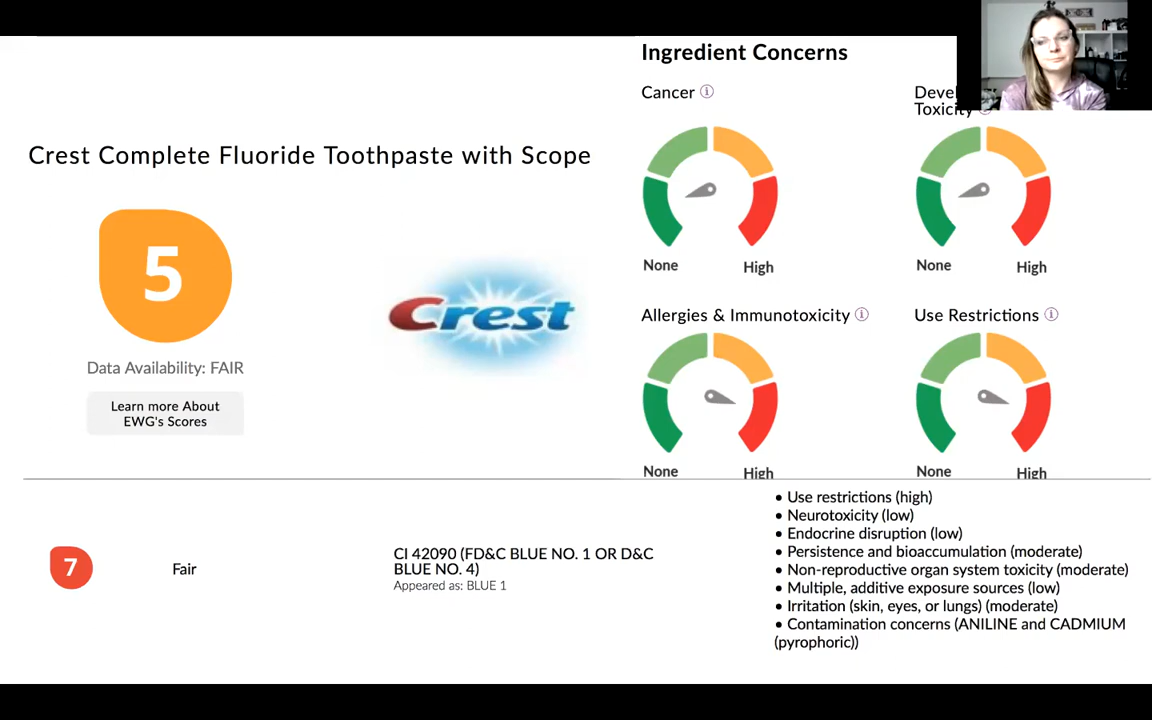 Ingredient Concerns
Cancer
Toxicity
None
High
None
High
Crest Complete Fluoride Toothpaste with Scope
5
Data Availability: FAIR
Learn more About
EWG's Scores
Crest
Allergies & Immunotoxicity
Use Restrictions
None
High
None
High
7
Fair
CI 42090 (FD&C BLUE NO. 1 OR D&C
BLUE NO. 4)
Appeared as: BLUE 1
• Use restrictions (high)
• Neurotoxicity (low)
• Endocrine disruption (low)
• Persistence and bioaccumulation (moderate)
• Non-reproductive organ system toxicity (moderate)
• Multiple, additive exposure sources (low)
• Irritation (skin, eyes, or lungs) (moderate)
• Contamination concerns (ANILINE and CADMIUM
(pyrophoric))